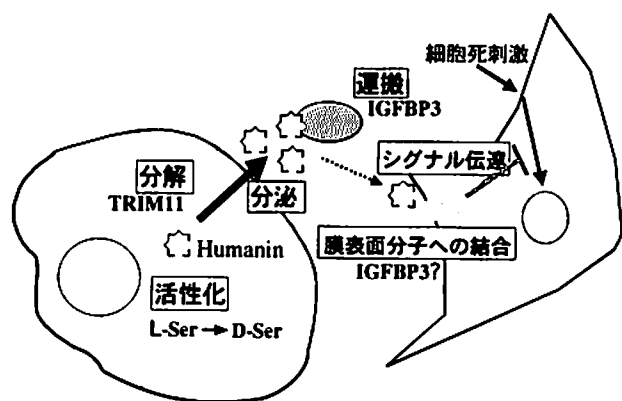 細胞死刺激
運搬
IGFBP3
分解
TRIM11
分泌
シグナル伝達
Humanin
膜表面分子への結合
IGFBP3?
活性化
L-Ser→D-Ser